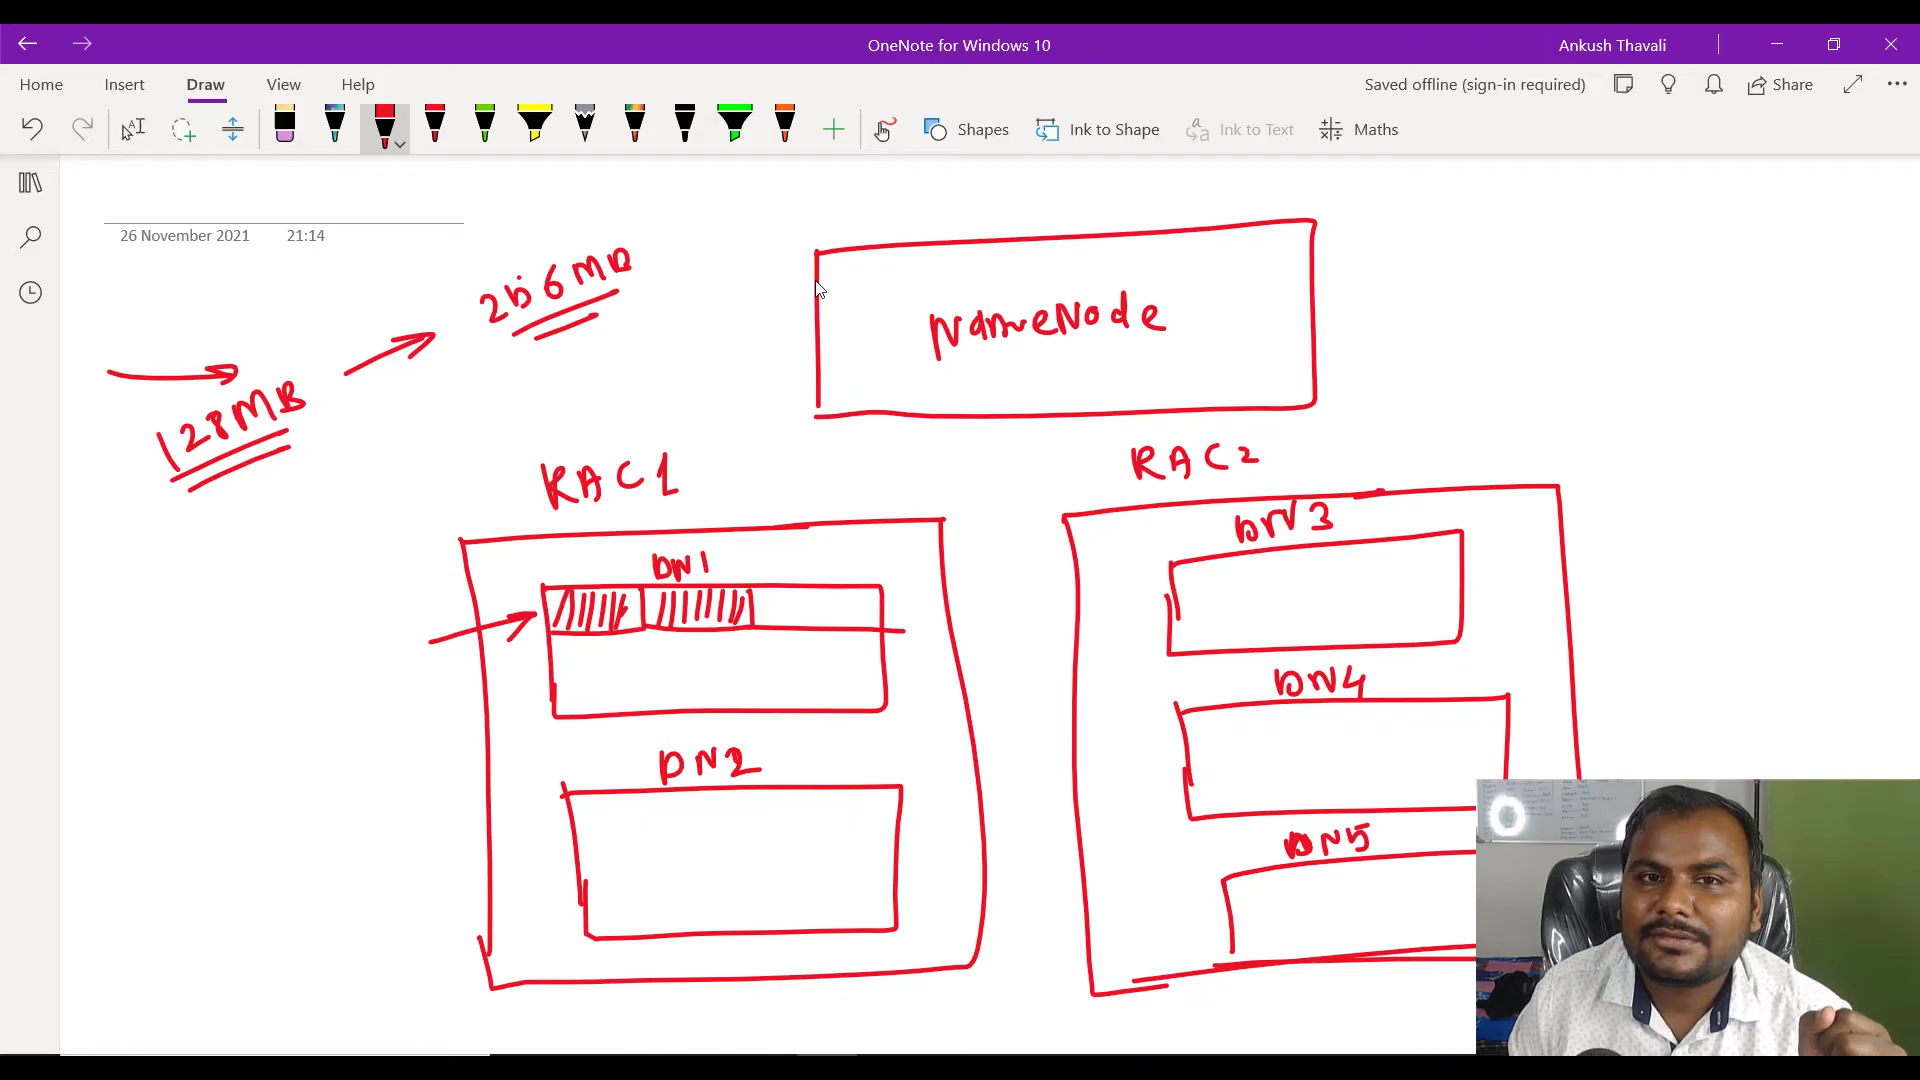 OneNote for Windows 10
Ankush Thavali
Home Insert Draw View Help
Saved offline (sign-in required)
Share
Shapes
Ink to Shape
Ink to Text
Maths
26 November 2021 21:14
256 MB
128MB
NameNode
RAC1
RAC2
DN1
DN2
DN3
DN4
DN5